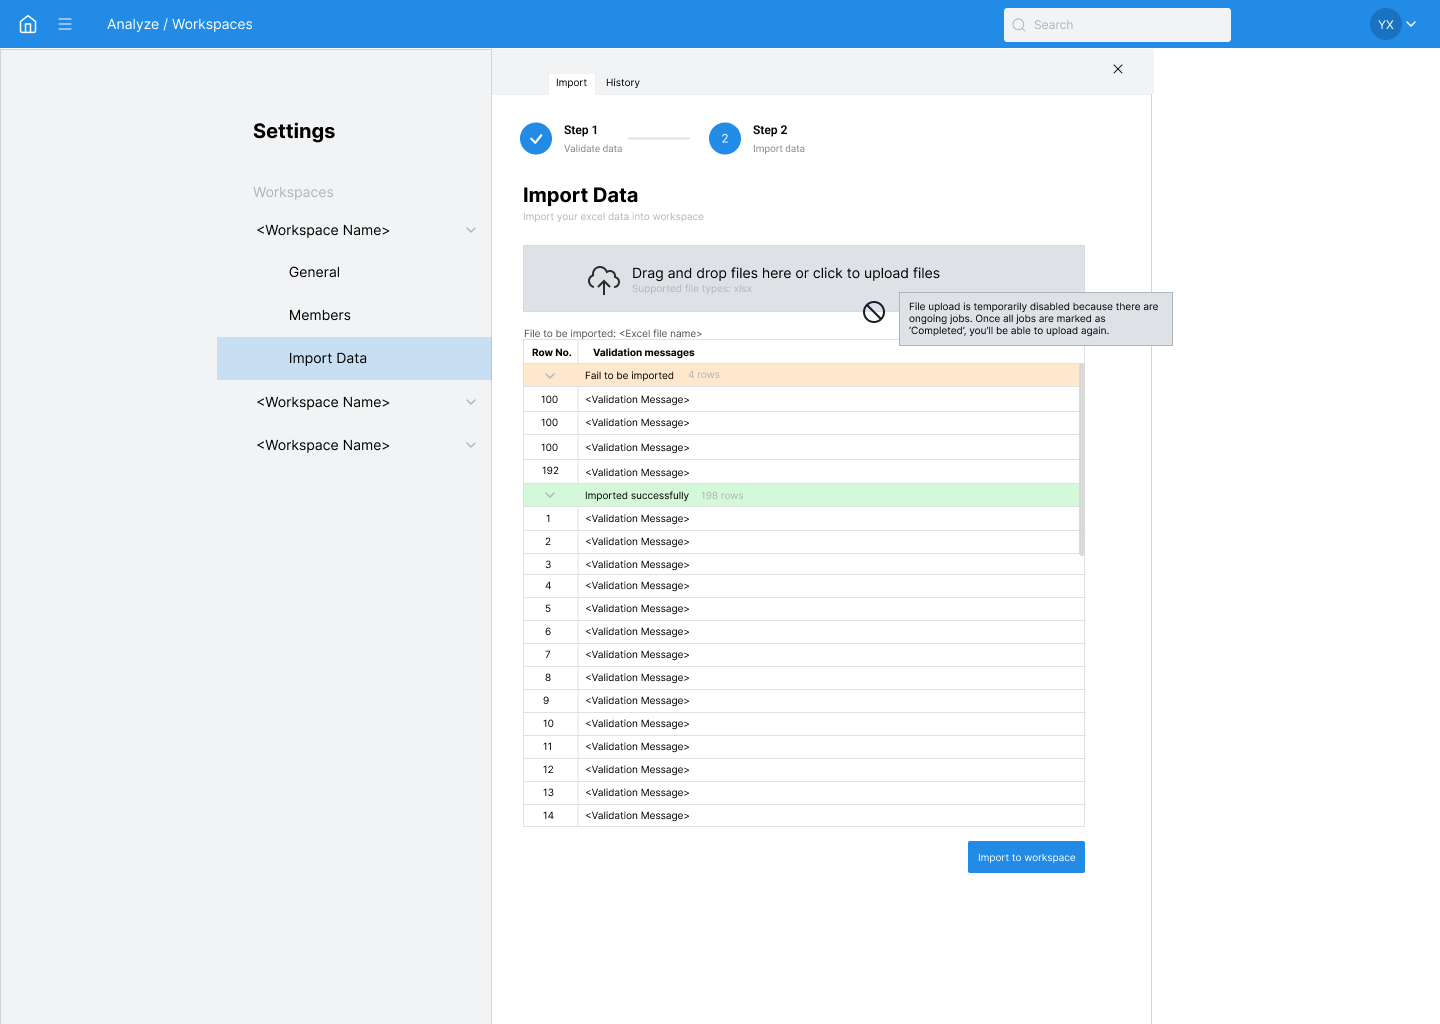 Analyze / Workspaces
Search
YX
Import
History
Settings
Step 1
Validate data
2
Step 2
Import data
Workspaces
<Workspace Name>
General
Members
Import Data
<Workspace Name>
<Workspace Name>
Import Data
Import your excel data into workspace
Drag and drop files here or click to upload files
Supported file types: xlsx
File upload is temporarily disabled because there are
ongoing jobs. Once all jobs are marked as
‘Completed’, you'll be able to upload again.
File to be imported: <Excel file name>
Row No. Validation messages
Fail to be imported 4 rows
100 <Validation Message>
100 <Validation Message>
100 <Validation Message>
192 <Validation Message>
Imported successfully 198 rows
1 <Validation Message>
2 <Validation Message>
3 <Validation Message>
4 <Validation Message>
5 <Validation Message>
6 <Validation Message>
7 <Validation Message>
8 <Validation Message>
9 <Validation Message>
10 <Validation Message>
11 <Validation Message>
12 <Validation Message>
13 <Validation Message>
14 <Validation Message>
Import to workspace